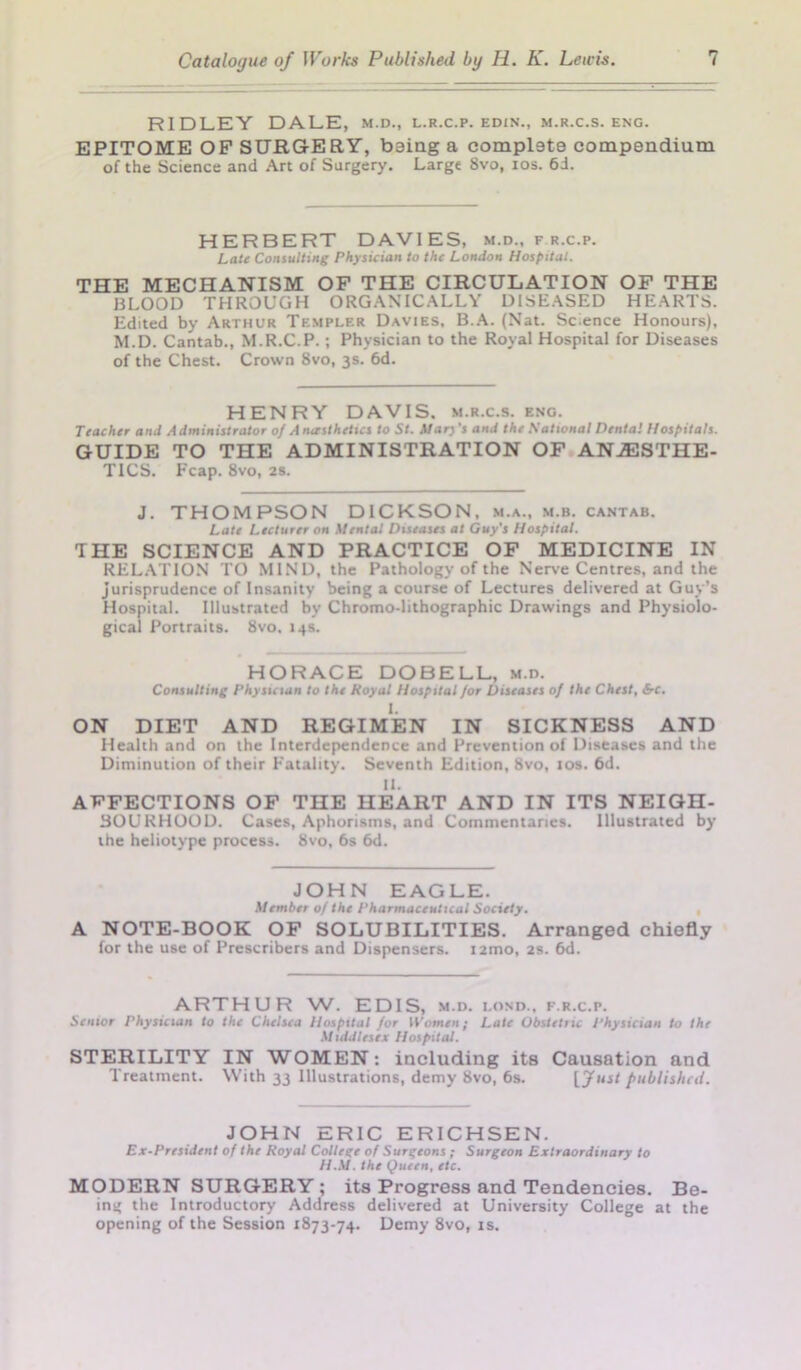 Catalogue of Works Published by H. K. Lewis. 7
RIDLEY DALE, M.D., L.R.C.P. EDIN., M.R.C.S. ENG.
EPITOME OF SURGERY, being a complete compendium
of the Science and Art of Surgery. Large 8vo, 10s. 6d.
HERBERT DAVIES, M.D., F.R.C.P.
Late Consulting Physician to the London Hospital.
THE MECHANISM OF THE CIRCULATION OF THE
BLOOD THROUGH ORGANICALLY DISEASED HEARTS.
Edited by ARTHUR TEMPLER DAVIES, B.A. (Nat. Science Honours),
M.D. Cantab., M.R.C.P.; Physician to the Royal Hospital for Diseases
of the Chest. Crown 8vo, 3s. 6d.
HENRY DAVIS, M.R.C.S. ENG.
Teacher and Administrator of Anæsthetics to St. Mary's and the National Dental Hospitals.
GUIDE TO THE ADMINISTRATION OF ANÆSTHE-
TICS. Fcap. 8vo, 2s.
J. THOMPSON DICKSON, M.A., M.B. CANTAB.
Late Lecturer on Mental Diseases at Guy's Hospital.
THE SCIENCE AND PRACTICE OF MEDICINE IN
RELATION TO MIND, the Pathology of the Nerve Centres, and the
Jurisprudence of Insanity being a course of Lectures delivered at Guy's
Hospital. Illustrated by Chromo-lithographic Drawings and Physiolo-
gical Portraits. 8vo, 14s.
HORACE DOBELL, M.D.
Consulting Physician to the Royal Hospital for Diseases of the Chest, &c.
I.
ON DIET AND REGIMEN IN SICKNESS AND
Health and on the Interdependence and Prevention of Diseases and the
Diminution of their Fatality. Seventh Edition, 8vo, 10s. 6d.
II.
AFFECTIONS OF THE HEART AND IN ITS NEIGH-
BOURHOOD. Cases, Aphorisms, and Commentaries. Illustrated by
the heliotype process. 8vo, 6s 6d.
JOHN EAGLE.
Member of the Pharmaceutical Society.
A NOTE-BOOK OF SOLUBILITIES. Arranged chiefly
for the use of Prescribers and Dispensers. 12mo, 2s. 6d.
ARTHUR W. EDIS, M.D. LOND., F.R.C.P.
Senior Physician to the Chelsea Hospital for Women; Late Obstetric Physician to the
Middlesex Hospital.
STERILITY IN WOMEN: including its Causation and
Treatment. With 33 Illustrations, demy 8vo, 6s. [Just published.
JOHN ERIC ERICHSEN.
Ex-President of the Royal College of Surgeons; Surgeon Extraordinary to
H.M. the Queen, etc.
MODERN SURGERY; its Progress and Tendencies. Be-
ing the Introductory Address delivered at University College at the
opening of the Session 1873-74. Demy 8vo, 1s.